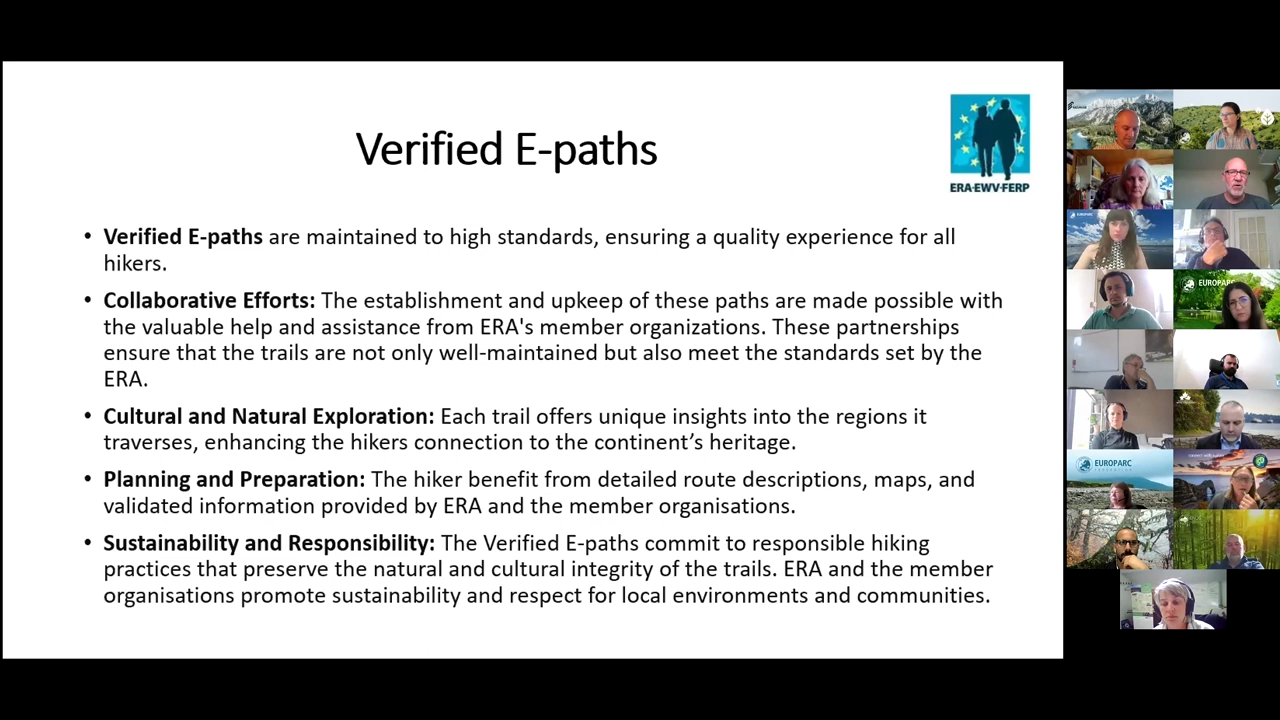 Verified E-paths
ERA-EWV-FERP
• Verified E-paths are maintained to high standards, ensuring a quality experience for all
hikers.
• Collaborative Efforts: The establishment and upkeep of these paths are made possible with
the valuable help and assistance from ERA's member organizations. These partnerships
ensure that the trails are not only well-maintained but also meet the standards set by the
ERA.
• Cultural and Natural Exploration: Each trail offers unique insights into the regions it
traverses, enhancing the hikers connection to the continent’s heritage.
• Planning and Preparation: The hiker benefit from detailed route descriptions, maps, and
validated information provided by ERA and the member organisations.
• Sustainability and Responsibility: The Verified E-paths commit to responsible hiking
practices that preserve the natural and cultural integrity of the trails. ERA and the member
organisations promote sustainability and respect for local environments and communities.
EUROPARC
EUROPARC
EUROPARC